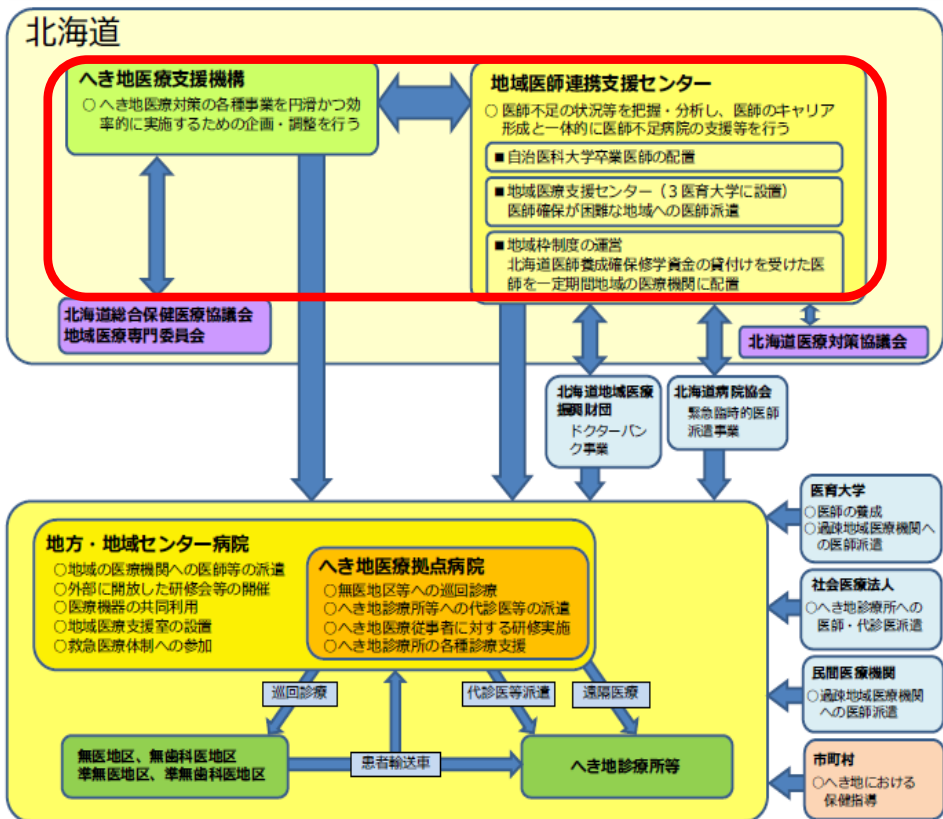 北海道
へき地医療支援機構
○ へき地医療対策の各種事業を円滑かつ効
率的に実施するための企画・調整を行う
地域医師連携支援センター
○ 医師不足の状況等を把握・分析し、医師のキャリア
形成と一体的に医師不足病院の支援等を行う
■自治医科大学卒業医師の配置
■地域医療支援センター（３医育大学に設置）
医師確保が困難な地域への医師派遣
■地域枠制度の運営
北海道医師養成確保修学資金の貸付けを受けた医
師を一定期間地域の医療機関に配置
北海道総合保健医療協議会
地域医療専門委員会
北海道医療対策協議会
北海道地域医療
振興財団
ドクターバン
ク事業
北海道病院協会
緊急臨時的医師
派遣事業
地方・地域センター病院
○地域の医療機関への医師等の派遣
○外部に開放した研修会等の開催
○医療機器の共同利用
○地域医療支援室の設置
○救急医療体制への参加
へき地医療拠点病院
○無医地区等への巡回診療
○へき地診療所等への代診医等の派遣
○へき地医療従事者に対する研修実施
○へき地診療所の各種診療支援
巡回診療
代診医等派遣
遠隔医療
無医地区、無歯科医地区
準無医地区、準無歯科医地区
患者輸送車
へき地診療所等
医育大学
○医師の養成
○過疎地域医療機関へ
の医師派遣
社会医療法人
○へき地診療所への
医師・代診医派遣
民間医療機関
○過疎地域医療機関
への医師派遣
市町村
○へき地における
保健指導